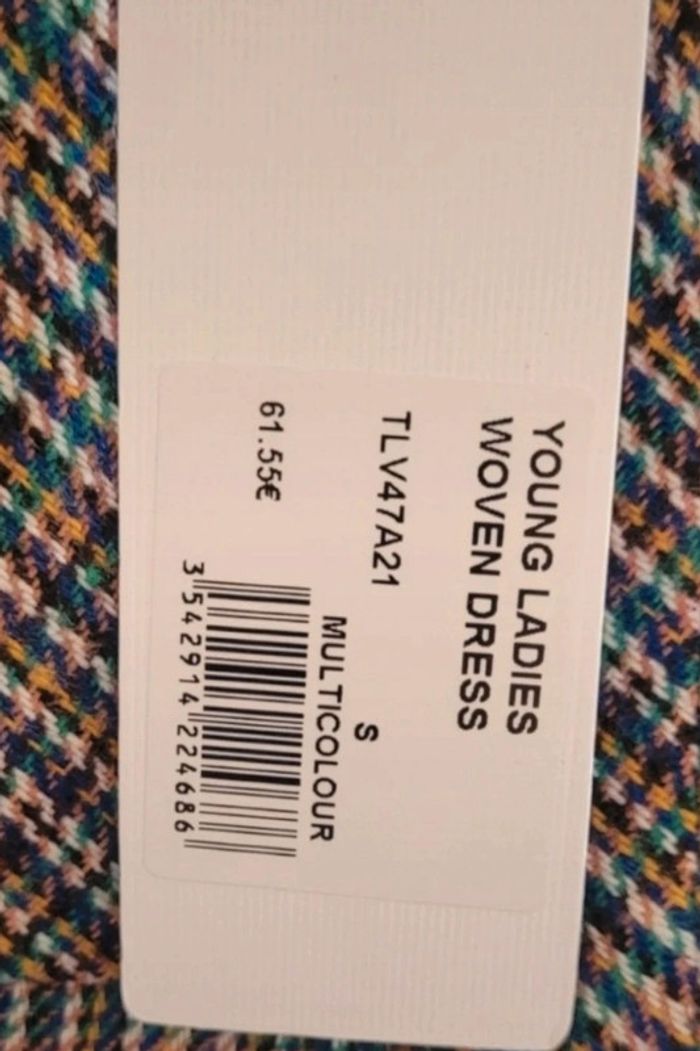 YOUNG LADIES
WOVEN DRESS
TLV47A21
S
MULTICOLOUR
61.55€
3 542914 224686